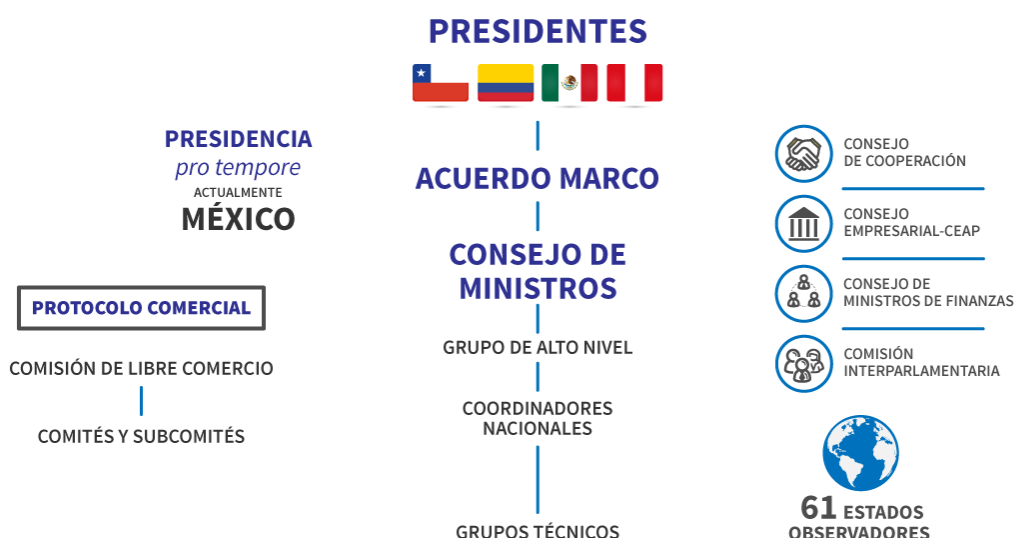 PRESIDENTES
PRESIDENCIA
pro tempore
ACTUALMENTE
MÉXICO
PROTOCOLO COMERCIAL
COMISIÓN DE LIBRE COMERCIO
COMITÉS Y SUBCOMITÉS
ACUERDO MARCO
CONSEJO DE
MINISTROS
GRUPO DE ALTO NIVEL
COORDINADORES
NACIONALES
GRUPOS TÉCNICOS
CONSEJO
DE COOPERACIÓN
CONSEJO
EMPRESARIAL-CEAP
CONSEJO DE
MINISTROS DE FINANZAS
COMISIÓN
INTERPARLAMENTARIA
61 ESTADOS
OBSERVADORES